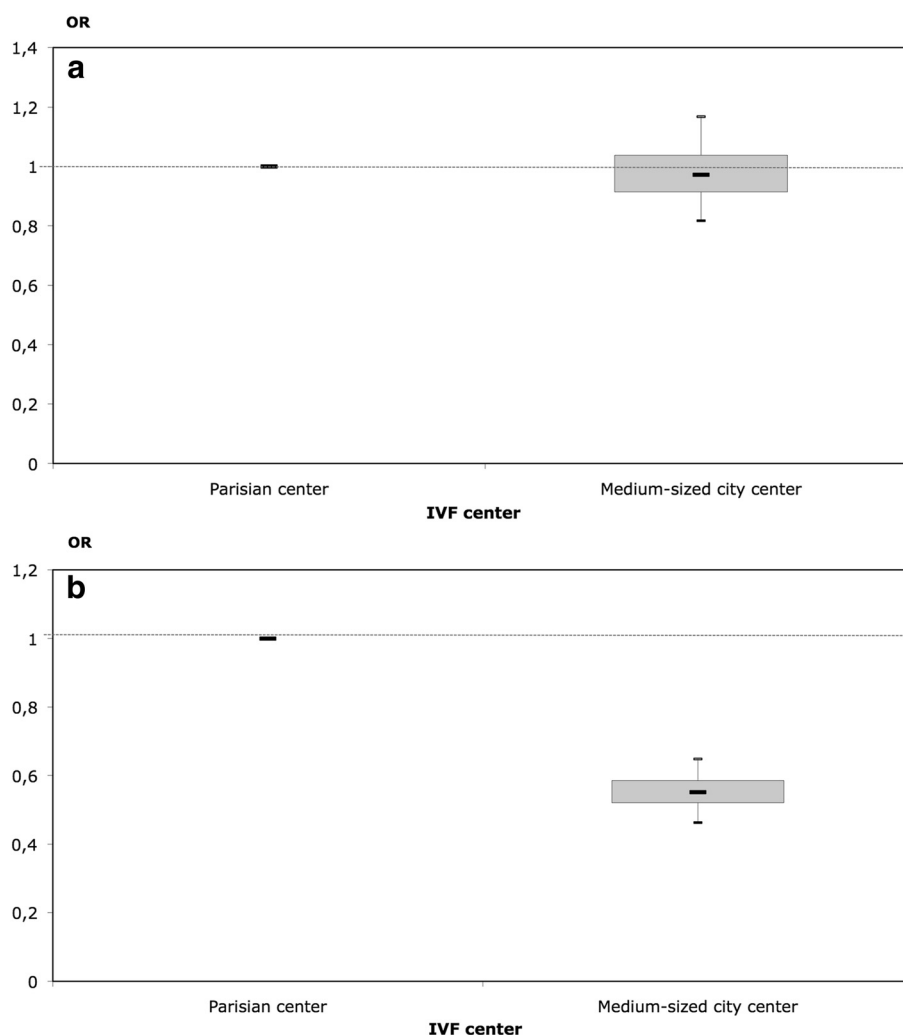 OR
1,4
a
1,2
1
0,8
0,6
0,4
0,2
0
Parisian center Medium-sized city center
IVF center
OR
1,2
b
1
0,8
0,6
0,4
0,2
0
Parisian center Medium-sized city center
IVF center